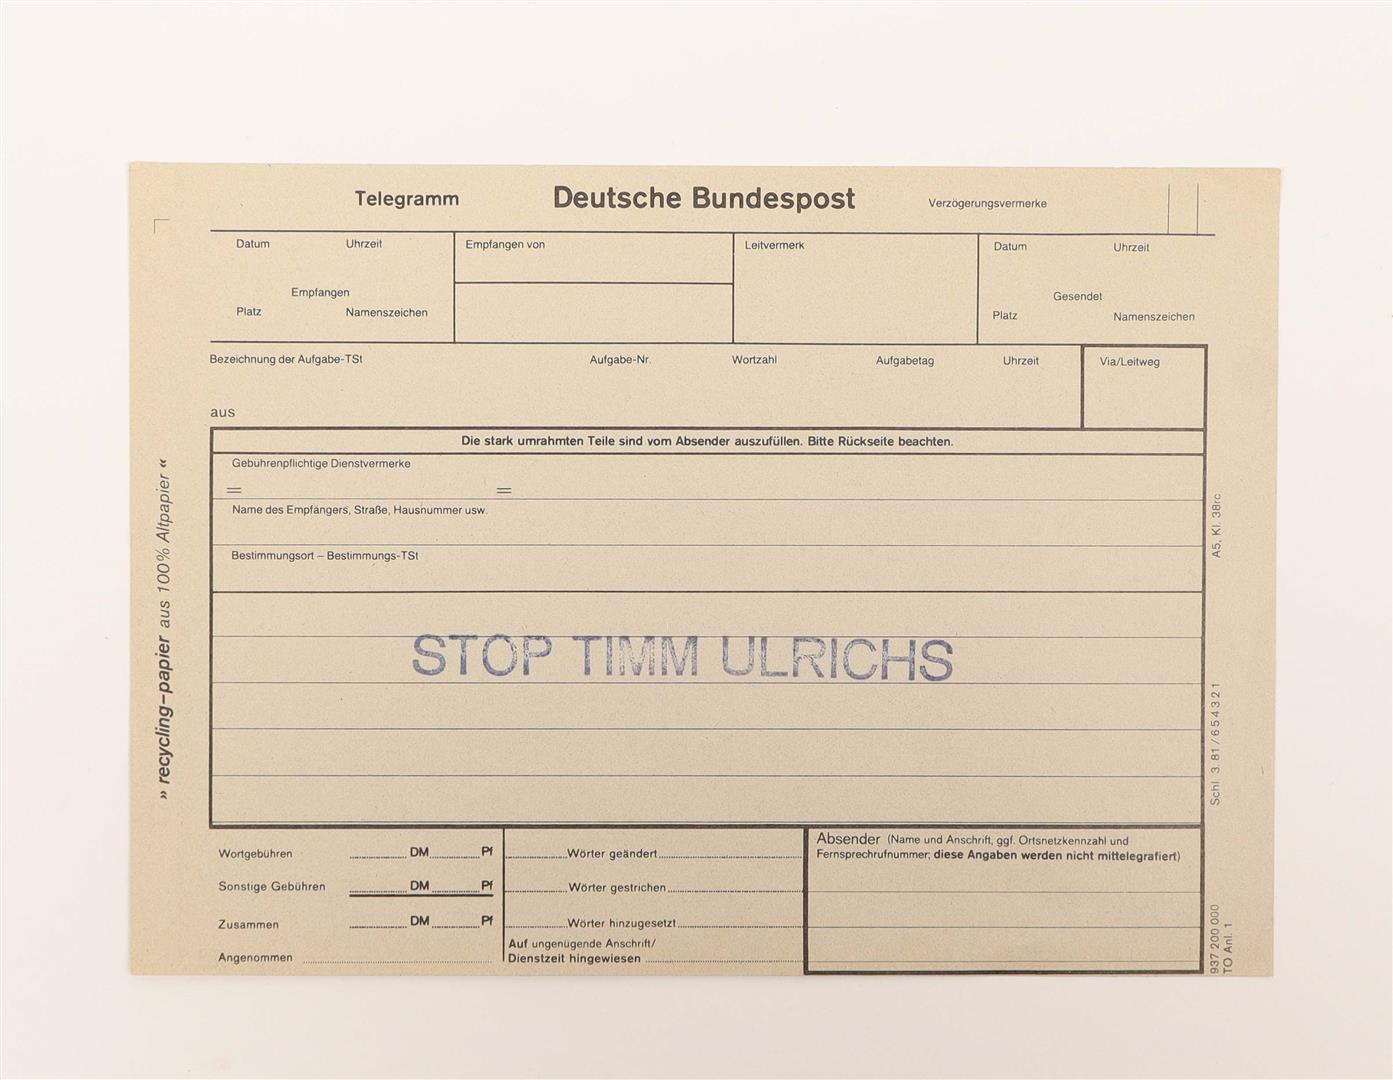 Telegramm Deutsche Bundespost Verzögerungsvermerke
Datum Uhrzeit Empfangen von Leitvermerk Datum Uhrzeit
Empfangen Gesendet
Platz Namenszeichen Platz Namenszeichen
Bezeichnung der Aufgabe-TSt Aufgabe-Nr. Wortzahl Aufgabetag Uhrzeit Via/Leitweg
aus
Die stark umrahmten Teile sind vom Absender auszufüllen. Bitte Rückseite beachten.
Gebührenpflichtige Dienstvermerke
= =
Name des Empfängers, Straße, Hausnummer usw.
Bestimmungsort – Bestimmungs-TSt
STOP TIMM ULRICHS
Wortgebühren DM Pf Wörter geändert
Sonstige Gebühren DM Pf Wörter gestrichen
Zusammen DM Pf Wörter hinzugesetzt
Angenommen
Auf ungenügende Anschrift/
Dienstzeit hingewiesen
Absender (Name und Anschrift, ggf. Ortsnetzkennzahl und
Fernsprechrufnummer; diese Angaben werden nicht mittelegrafiert)
» recycling-papier aus 100% Altpapier «
A5, Kl. 38rc
Schl. 3. 81 / 6 5 4 3 2 1
937 200 000
TO Anl. 1